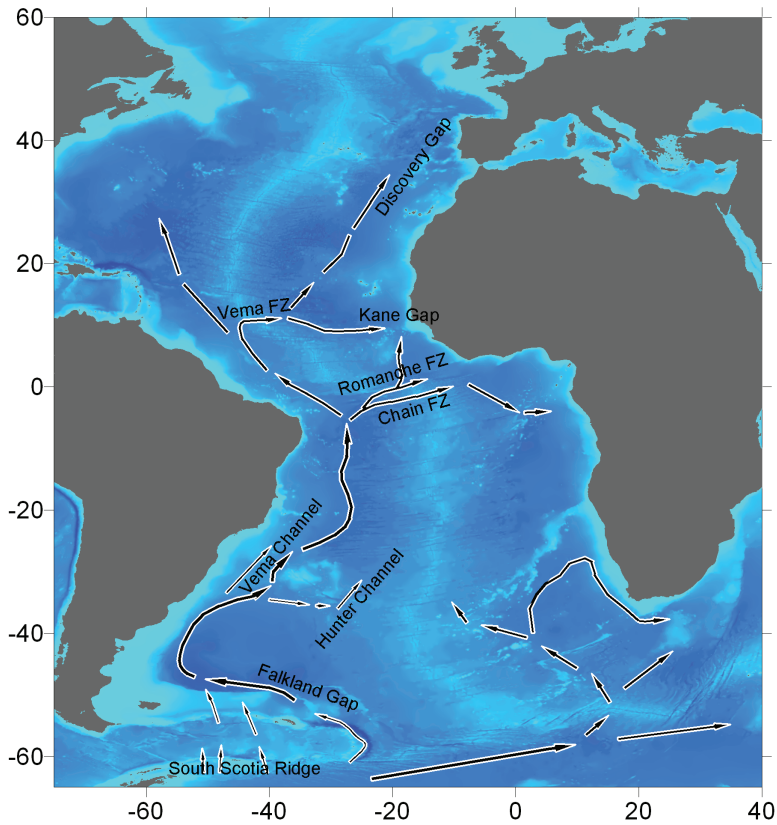 60
40
20
0
-20
-40
-60
Discovery Gap
Vema FZ
Kane Gap
Romanche FZ
Chain FZ
Vema Channel
Hunter Channel
Falkland Gap
South Scotia Ridge
-60
-40
-20
0
20
40